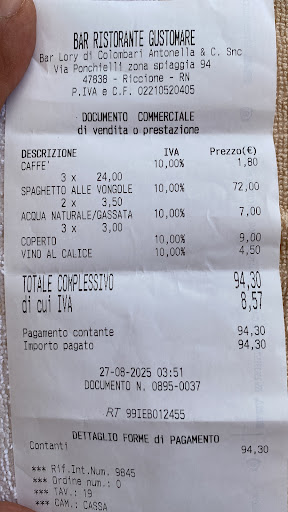 BAR RISTORANTE GUSTOMARE
Bar Lory di Colombari Antonella & C. Snc
Via Ponchielli zona spiaggia 94
47838 - Riccione - RN
P.IVA e C.F. 02210520405
DOCUMENTO COMMERCIALE
di vendita o prestazione
DESCRIZIONE IVA Prezzo(€)
CAFFE' 10,00% 1,80
3 x 24,00
SPAGHETTO ALLE VONGOLE 10,00% 72,00
2 x 3,50
ACQUA NATURALE/GASSATA 10,00% 7,00
3 x 3,00
COPERTO 10,00% 9,00
VINO AL CALICE 10,00% 4,50
TOTALE COMPLESSIVO 94,30
di cui IVA 8,57
Pagamento contante 94,30
Importo pagato 94,30
27-08-2025 03:51
DOCUMENTO N. 0895-0037
RT 99IEB012455
DETTAGLIO FORME di PAGAMENTO
Contanti 94,30
*** Rif.Int.Num. 9845
*** Ordine num.: 0
*** TAV.: 19
*** CAM.: CASSA